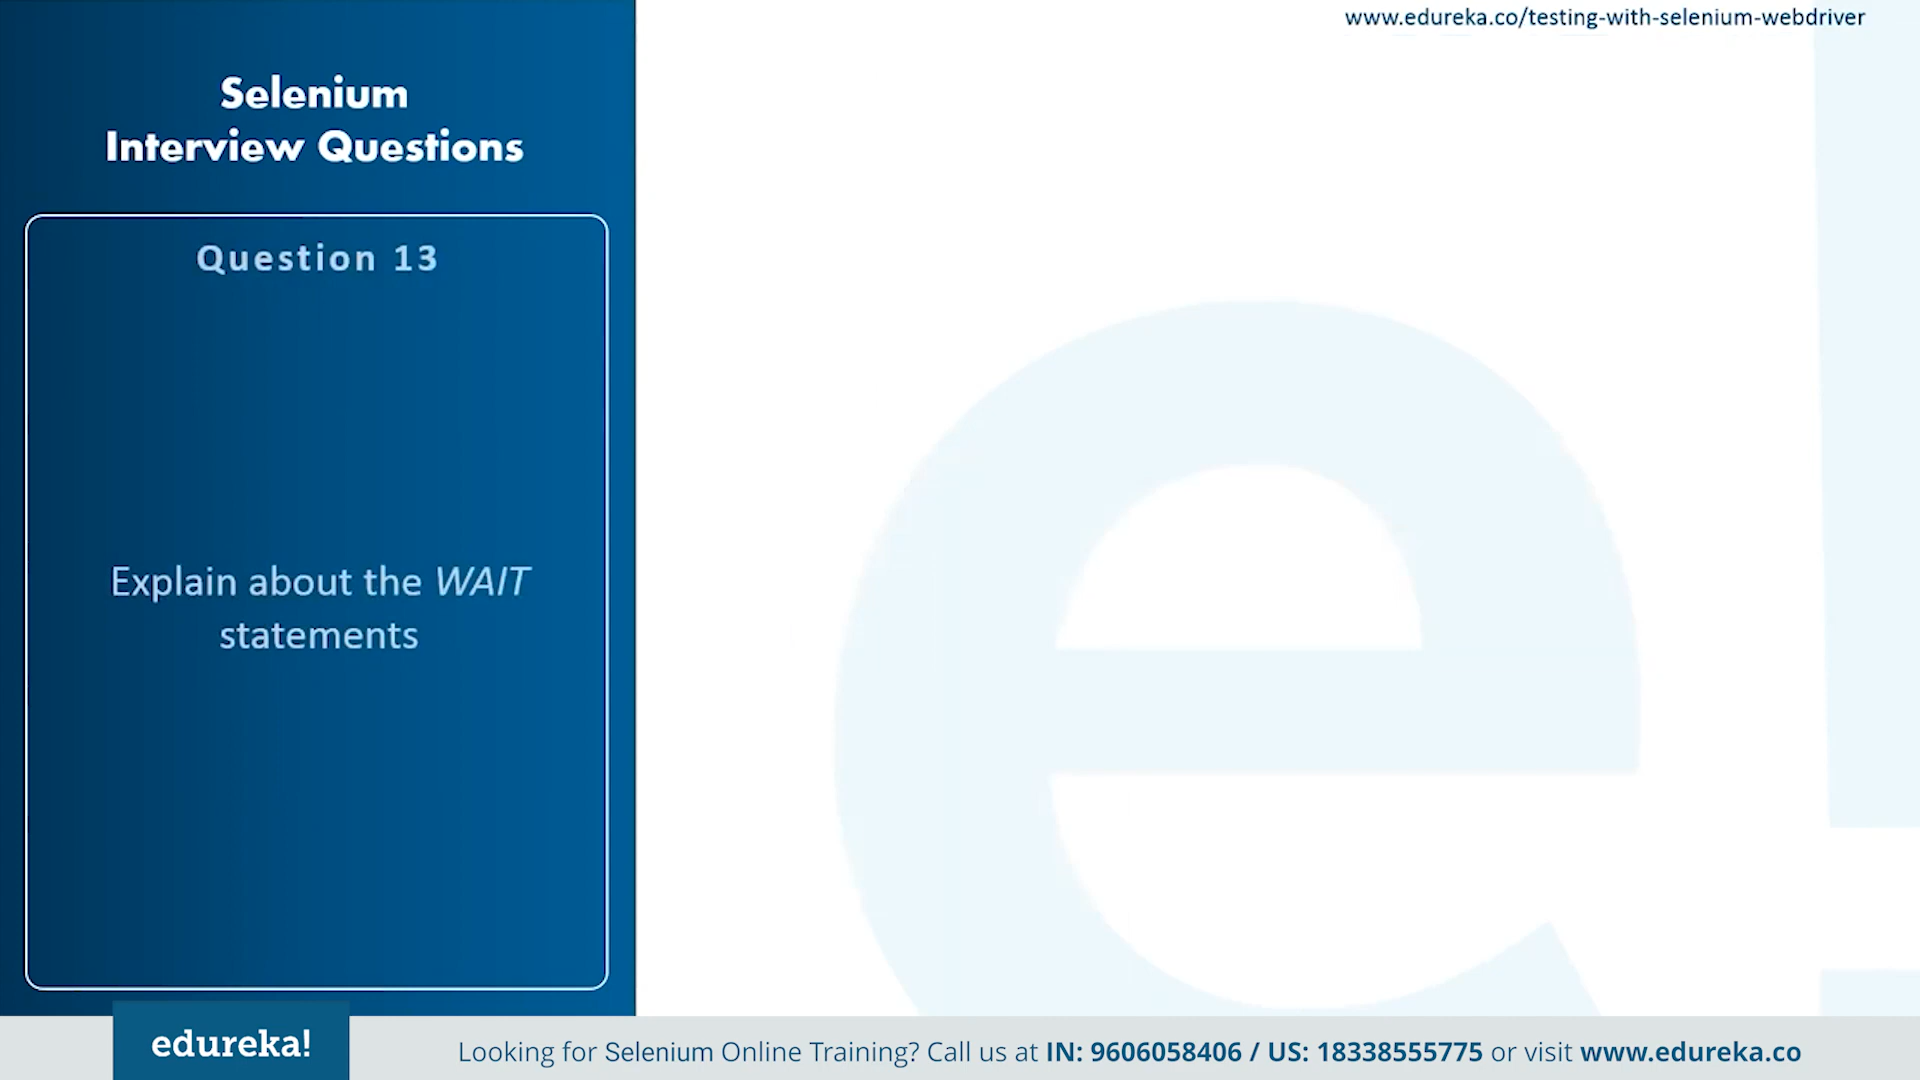 www.edureka.co/testing-with-selenium-webdriver
Selenium
Interview Questions
Question 13
Explain about the WAIT
statements
edureka!
Looking for Selenium Online Training? Call us at IN: 9606058406 / US: 18338555775 or visit www.edureka.co